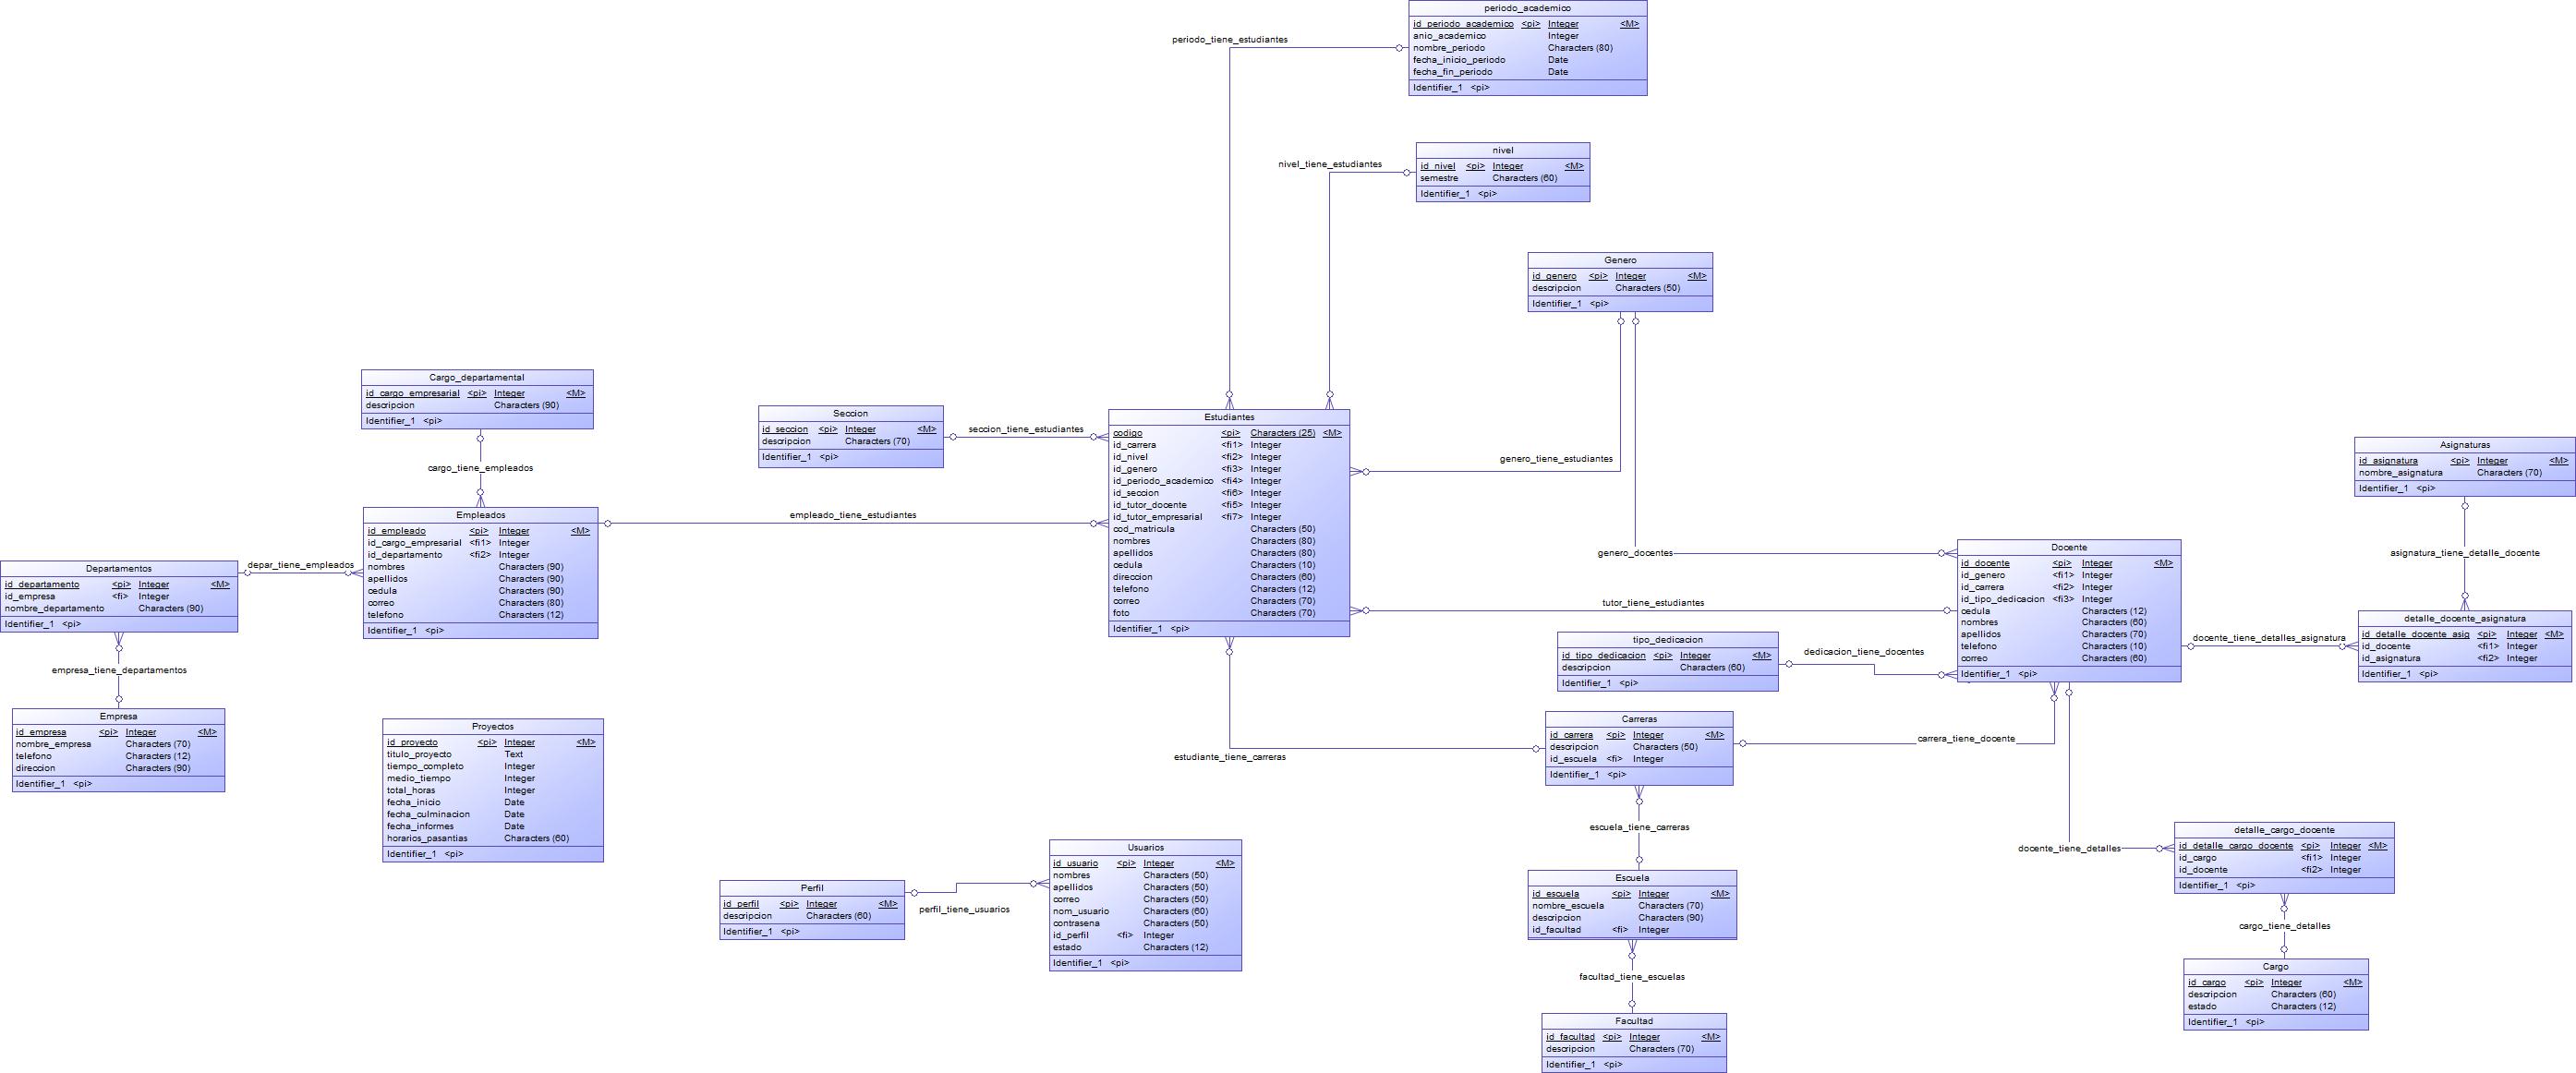 periodo_academico
id_periodo_academico <pi> Integer <M>
anio_academico Integer
nombre_periodo Characters (80)
fecha_inicio_periodo Date
fecha_fin_periodo Date
Identifier_1 <pi>
periodo_tiene_estudiantes
nivel
id_nivel <pi> Integer <M>
semestre Characters (60)
Identifier_1 <pi>
nivel_tiene_estudiantes
Genero
id_genero <pi> Integer <M>
descripcion Characters (50)
Identifier_1 <pi>
Cargo_departamental
id_cargo_empresarial <pi> Integer <M>
descripcion Characters (90)
Identifier_1 <pi>
cargo_tiene_empleados
Seccion
id_seccion <pi> Integer <M>
descripcion Characters (70)
Identifier_1 <pi>
seccion_tiene_estudiantes
Estudiantes
codigo <pi> Characters (25) <M>
id_carrera <fi1> Integer
id_nivel <fi2> Integer
id_genero <fi3> Integer
id_periodo_academico <fi4> Integer
id_seccion <fi6> Integer
id_tutor_docente <fi5> Integer
id_tutor_empresarial <fi7> Integer
cod_matricula Characters (50)
nombres Characters (80)
apellidos Characters (80)
cedula Characters (10)
direccion Characters (60)
telefono Characters (12)
correo Characters (70)
foto Characters (70)
Identifier_1 <pi>
genero_tiene_estudiantes
Asignaturas
id_asignatura <pi> Integer <M>
nombre_asignatura Characters (70)
Identifier_1 <pi>
asignatura_tiene_detalle_docente
Empleados
id_empleado <pi> Integer <M>
id_cargo_empresarial <fi1> Integer
id_departamento <fi2> Integer
nombres Characters (90)
apellidos Characters (90)
cedula Characters (90)
correo Characters (80)
telefono Characters (12)
Identifier_1 <pi>
empleado_tiene_estudiantes
genero_docentes
Docente
id_docente <pi> Integer <M>
id_genero <fi1> Integer
id_carrera <fi2> Integer
id_tipo_dedicacion <fi3> Integer
cedula Characters (12)
nombres Characters (60)
apellidos Characters (70)
telefono Characters (10)
correo Characters (60)
Identifier_1 <pi>
Departamentos
id_departamento <pi> Integer <M>
id_empresa <fi> Integer
nombre_departamento Characters (90)
Identifier_1 <pi>
depar_tiene_empleados
tutor_tiene_estudiantes
detalle_docente_asignatura
id_detalle_docente_asig <pi> Integer <M>
id_docente <fi1> Integer
id_asignatura <fi2> Integer
Identifier_1 <pi>
docente_tiene_detalles_asignatura
tipo_dedicacion
id_tipo_dedicacion <pi> Integer <M>
descripcion Characters (60)
Identifier_1 <pi>
dedicacion_tiene_docentes
empresa_tiene_departamentos
Empresa
id_empresa <pi> Integer <M>
nombre_empresa Characters (70)
telefono Characters (12)
direccion Characters (90)
Identifier_1 <pi>
Proyectos
id_proyecto <pi> Integer <M>
titulo_proyecto Text
tiempo_completo Integer
medio_tiempo Integer
total_horas Integer
fecha_inicio Date
fecha_culminacion Date
fecha_informes Date
horarios_pasantias Characters (60)
Identifier_1 <pi>
Carreras
id_carrera <pi> Integer <M>
descripcion Characters (50)
id_escuela <fi> Integer
Identifier_1 <pi>
carrera_tiene_docente
estudiante_tiene_carreras
escuela_tiene_carreras
detalle_cargo_docente
id_detalle_cargo_docente <pi> Integer <M>
id_cargo <fi1> Integer
id_docente <fi2> Integer
Identifier_1 <pi>
docente_tiene_detalles
Usuarios
id_usuario <pi> Integer <M>
nombres Characters (50)
apellidos Characters (50)
correo Characters (50)
nom_usuario Characters (60)
contrasena Characters (50)
id_perfil <fi> Integer
estado Characters (12)
Identifier_1 <pi>
Perfil
id_perfil <pi> Integer <M>
descripcion Characters (60)
Identifier_1 <pi>
perfil_tiene_usuarios
Escuela
id_escuela <pi> Integer <M>
nombre_escuela Characters (70)
descripcion Characters (90)
id_facultad <fi> Integer
cargo_tiene_detalles
facultad_tiene_escuelas
Cargo
id_cargo <pi> Integer <M>
descripcion Characters (60)
estado Characters (12)
Identifier_1 <pi>
Facultad
id_facultad <pi> Integer <M>
descripcion Characters (70)
Identifier_1 <pi>